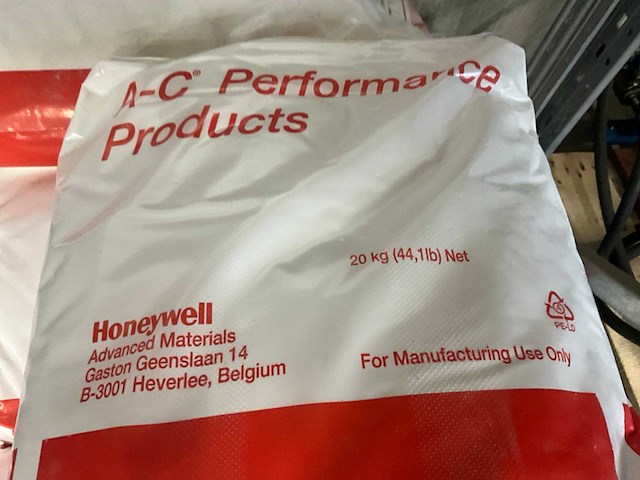 A-C® Performance
Products
20 kg (44,1lb) Net
Honeywell
Advanced Materials
Gaston Geenslaan 14
B-3001 Heverlee, Belgium
For Manufacturing Use Only
PE-LD